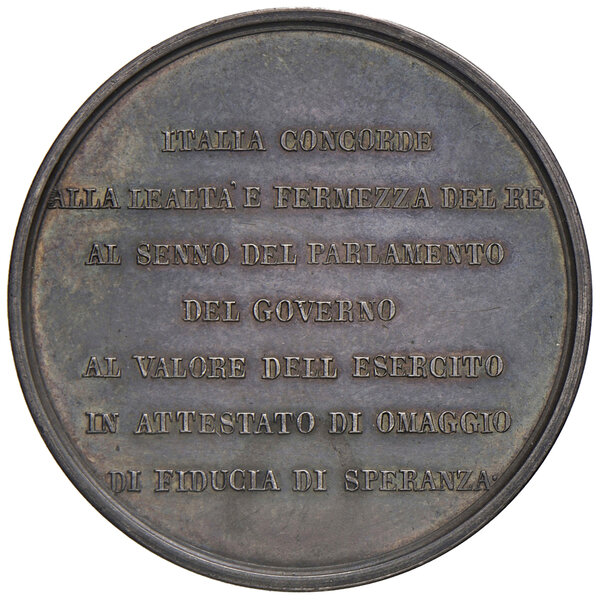 ITALIA CONCORDE
ALLA LEALTA' E FERMEZZA DEL RE
AL SENNO DEL PARLAMENTO
DEL GOVERNO
AL VALORE DELL ESERCITO
IN ATTESTATO DI OMAGGIO
DI FIDUCIA DI SPERANZA·